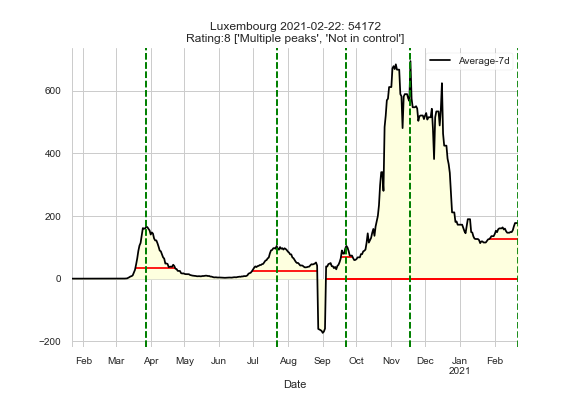 Luxembourg 2021-02-22: 54172
Rating:8 ['Multiple peaks', 'Not in control']
Average-7d
600
400
200
0
−200
Feb Mar Apr May Jun Jul Aug Sep Oct Nov Dec Jan Feb
2021
Date